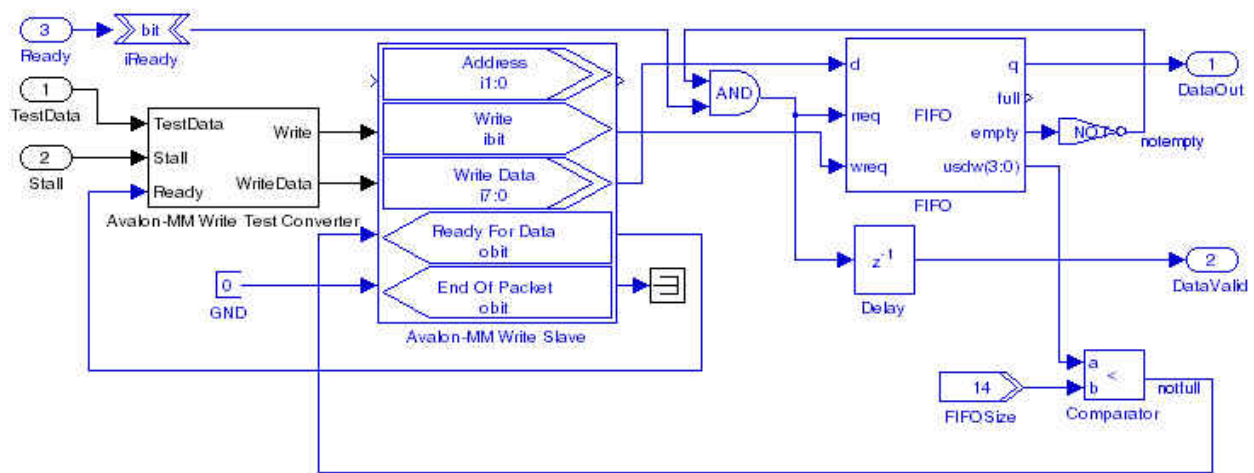 3
bit
Ready
iReady
1
TestData
2
Stall
TestData
Stall
Ready
Write
WriteData
Avalon-MM Write Test Converter
Address
i1:0
Write
ibit
Write Data
i7:0
Ready For Data
obit
End Of Packet
obit
Avalon-MM Write Slave
0
GND
AND
d
rreq
wreq
FIFO
q
full
empty
usdw(3:0)
FIFO
NOT
notempty
1
DataOut
z-1
Delay
2
DataValid
14
FIFOSize
a
b
<
Comparator
notfull